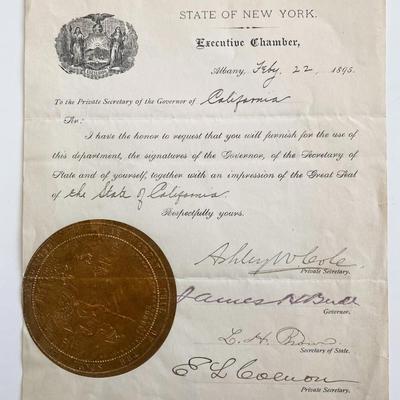 STATE OF NEW YORK.
Executive Chamber,
Albany, Feby 22, 1895.
To the Private Secretary of the Governor of California
Sir:
I have the honor to request that you will furnish for the use of
this department, the signatures of the Governor, of the Secretary of
State and of yourself, together with an impression of the Great Seal
of the State of California.
Respectfully yours,
Ashley W Cole
Private Secretary.
James H Budd
Governor.
L. H. Brown
Secretary of State.
E L Colnon
Private Secretary.